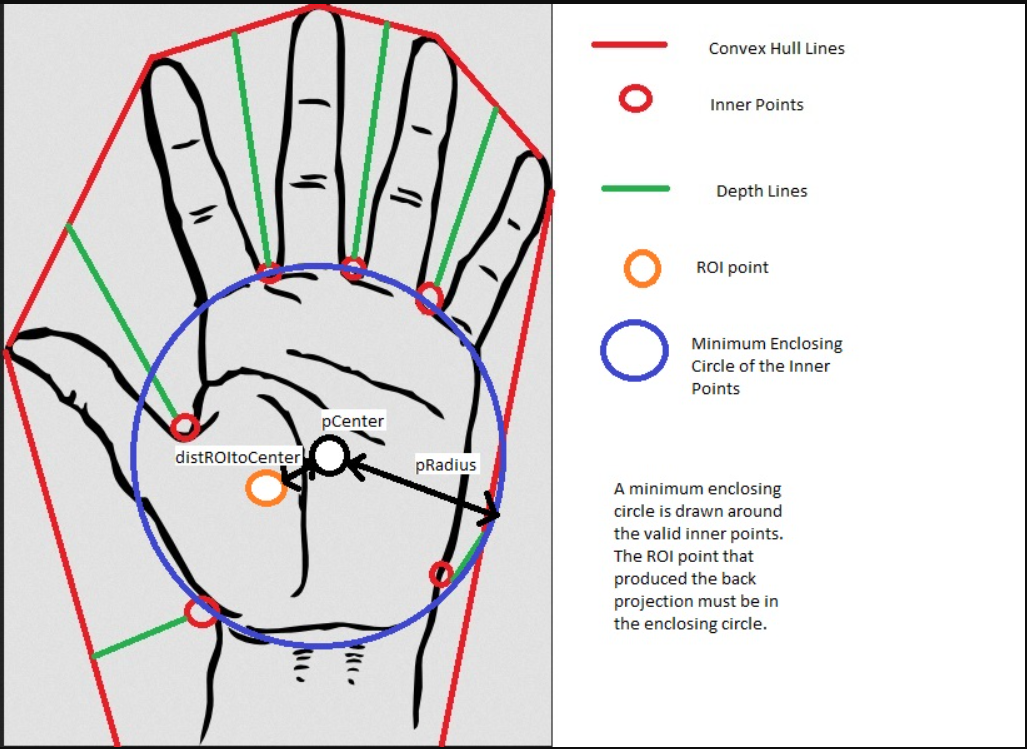 Convex Hull Lines
Inner Points
Depth Lines
ROI point
Minimum Enclosing
Circle of the Inner
Points
pCenter
distROItoCenter
pRadius
A minimum enclosing
circle is drawn around
the valid inner points.
The ROI point that
produced the back
projection must be in
the enclosing circle.